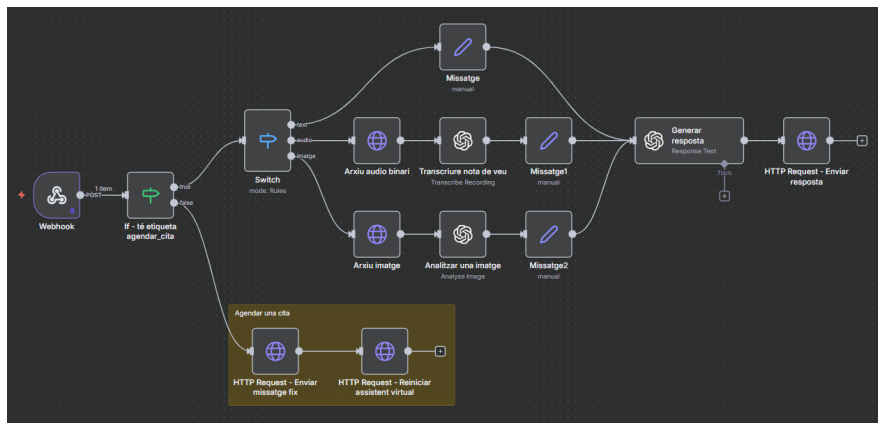 Missatge
manual
text
audio
imatge
Switch
mode: Rules
Arxiu audio binari
Transcriure nota de veu
Transcribe Recording
Missatge1
manual
Generar
resposta
Response Text
Tools
HTTP Request - Enviar
resposta
1 item
POST
Webhook
true
false
If - té etiqueta
agendar_cita
Arxiu imatge
Analitzar una imatge
Analyze Image
Missatge2
manual
Agendar una cita
HTTP Request - Enviar
missatge fix
HTTP Request - Reiniciar
assistent virtual